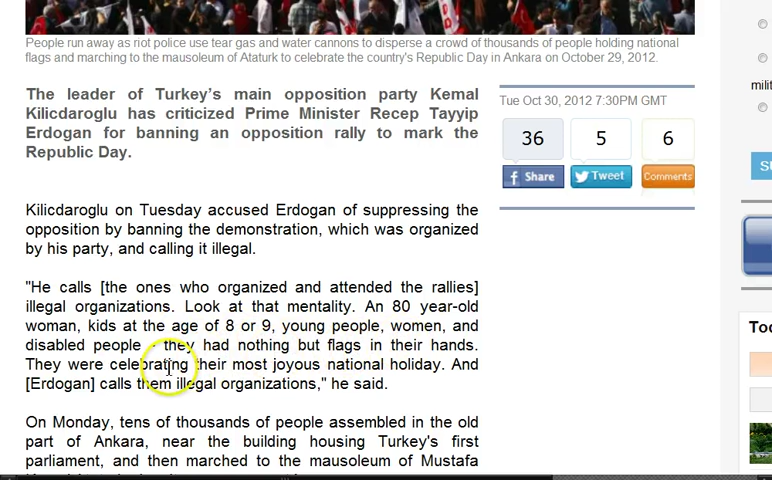 People run away as riot police use tear gas and water cannons to disperse a crowd of thousands of people holding national
flags and marching to the mausoleum of Ataturk to celebrate the country's Republic Day in Ankara on October 29, 2012.
The leader of Turkey's main opposition party Kemal
Kilicdaroglu has criticized Prime Minister Recep Tayyip
Erdogan for banning an opposition rally to mark the
Republic Day.
Kilicdaroglu on Tuesday accused Erdogan of suppressing the
opposition by banning the demonstration, which was organized
by his party, and calling it illegal.
"He calls [the ones who organized and attended the rallies]
illegal organizations. Look at that mentality. An 80 year-old
woman, kids at the age of 8 or 9, young people, women, and
disabled people - they had nothing but flags in their hands.
They were celebrating their most joyous national holiday. And
[Erdogan] calls them illegal organizations," he said.
On Monday, tens of thousands of people assembled in the old
part of Ankara, near the building housing Turkey's first
parliament, and then marched to the mausoleum of Mustafa
Tue Oct 30, 2012 7:30PM GMT
36 5 6
Share Tweet Comments